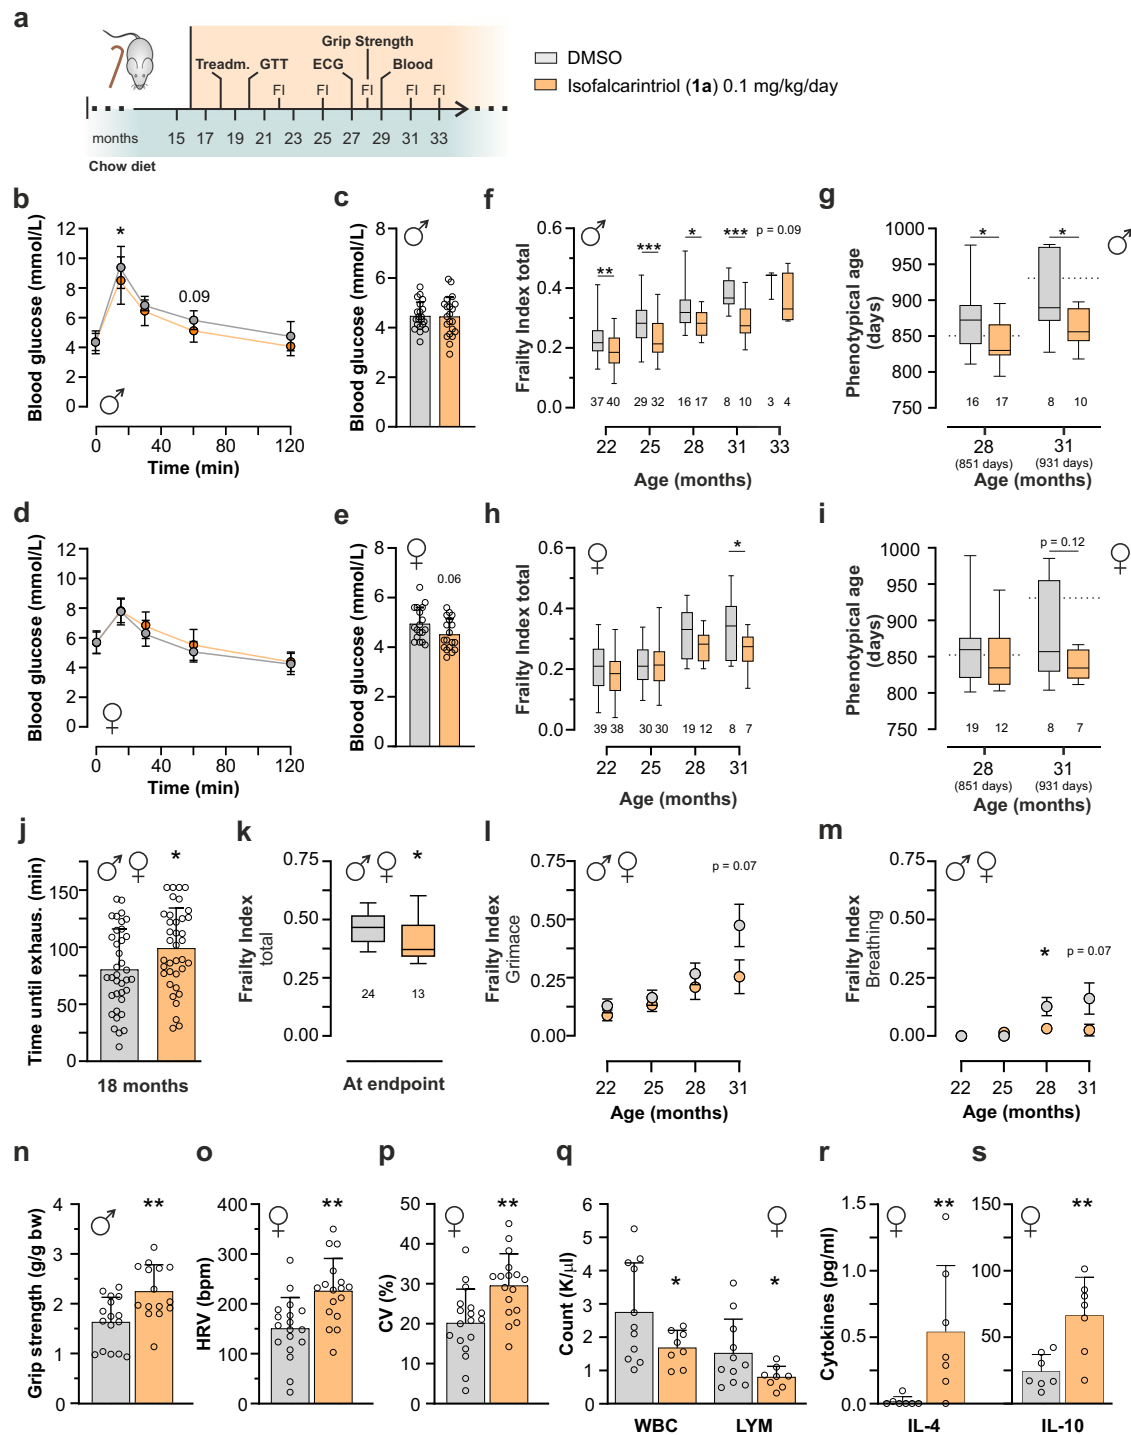 a
Grip Strength
Treadm. GTT ECG Blood
FI FI FI FI FI
months 15 17 19 21 23 25 27 29 31 33
Chow diet
DMSO
Isofalcarintriol (1a) 0.1 mg/kg/day
b
Blood glucose (mmol/L)
12
10
8
6
4
2
0
*
0.09
♂
0 40 80 120
Time (min)
c
Blood glucose (mmol/L)
8
6
4
2
0
♂
f
Frailty Index total
0.6
0.4
0.2
0.0
♂
** *** * *** p = 0.09
37 40 29 32 16 17 8 10 3 4
22 25 28 31 33
Age (months)
g
Phenotypical age
(days)
1000
950
900
850
800
750
* *
♂
16 17 8 10
28 31
(851 days) (931 days)
Age (months)
d
Blood glucose (mmol/L)
12
10
8
6
4
2
0
♀
0 40 80 120
Time (min)
e
Blood glucose (mmol/L)
8
6
4
2
0
♀
0.06
h
Frailty Index total
0.6
0.4
0.2
0.0
♀
*
39 38 30 30 19 12 8 7
22 25 28 31
Age (months)
i
Phenotypical age
(days)
1000
950
900
850
800
750
p = 0.12
♀
19 12 8 7
28 31
(851 days) (931 days)
Age (months)
j
Time until exhaus. (min)
150
100
50
0
♂ ♀ *
18 months
k
Frailty Index
total
0.75
0.50
0.25
0.00
♂ ♀ *
24 13
At endpoint
l
Frailty Index
Grimace
0.75
0.50
0.25
0.00
♂ ♀
p = 0.07
22 25 28 31
Age (months)
m
Frailty Index
Breathing
0.75
0.50
0.25
0.00
♂ ♀
* p = 0.07
22 25 28 31
Age (months)
n
Grip strength (g/g bw)
4
3
2
1
0
♂ **
o
HRV (bpm)
400
300
200
100
0
♀ **
p
CV (%)
50
40
30
20
10
0
♀ **
q
Count (K/μl)
6
5
4
3
2
1
0
♀
* *
WBC LYM
r
Cytokines (pg/ml)
1.5
1.0
0.5
0.0
♀ **
IL-4
s
150
100
50
0
♀ **
IL-10